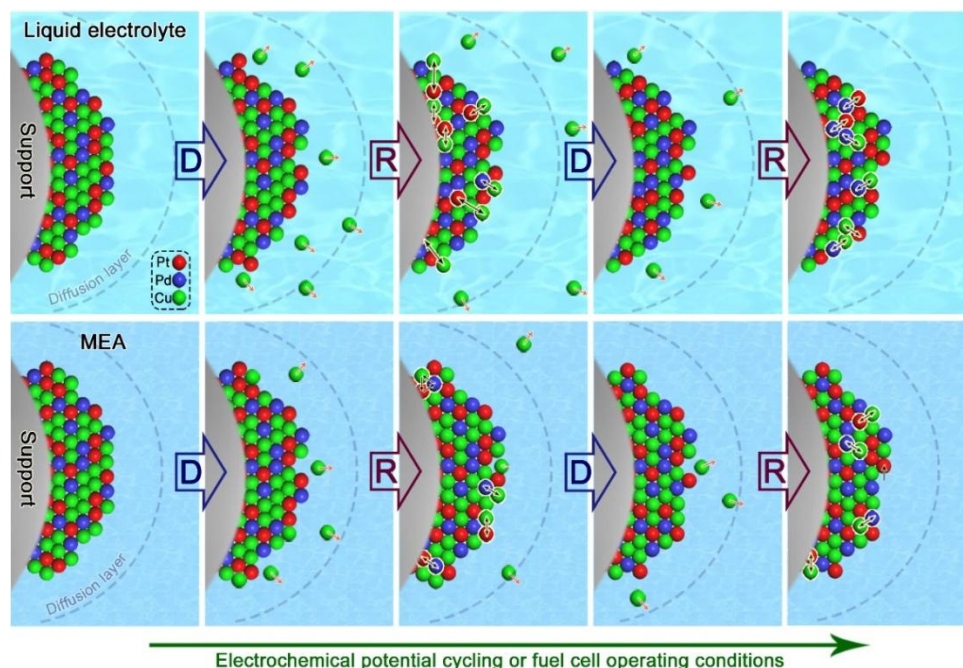 Liquid electrolyte
Support
Diffusion layer
Pt
Pd
Cu
D
R
D
R
MEA
Support
Diffusion layer
D
R
D
R
Electrochemical potential cycling or fuel cell operating conditions